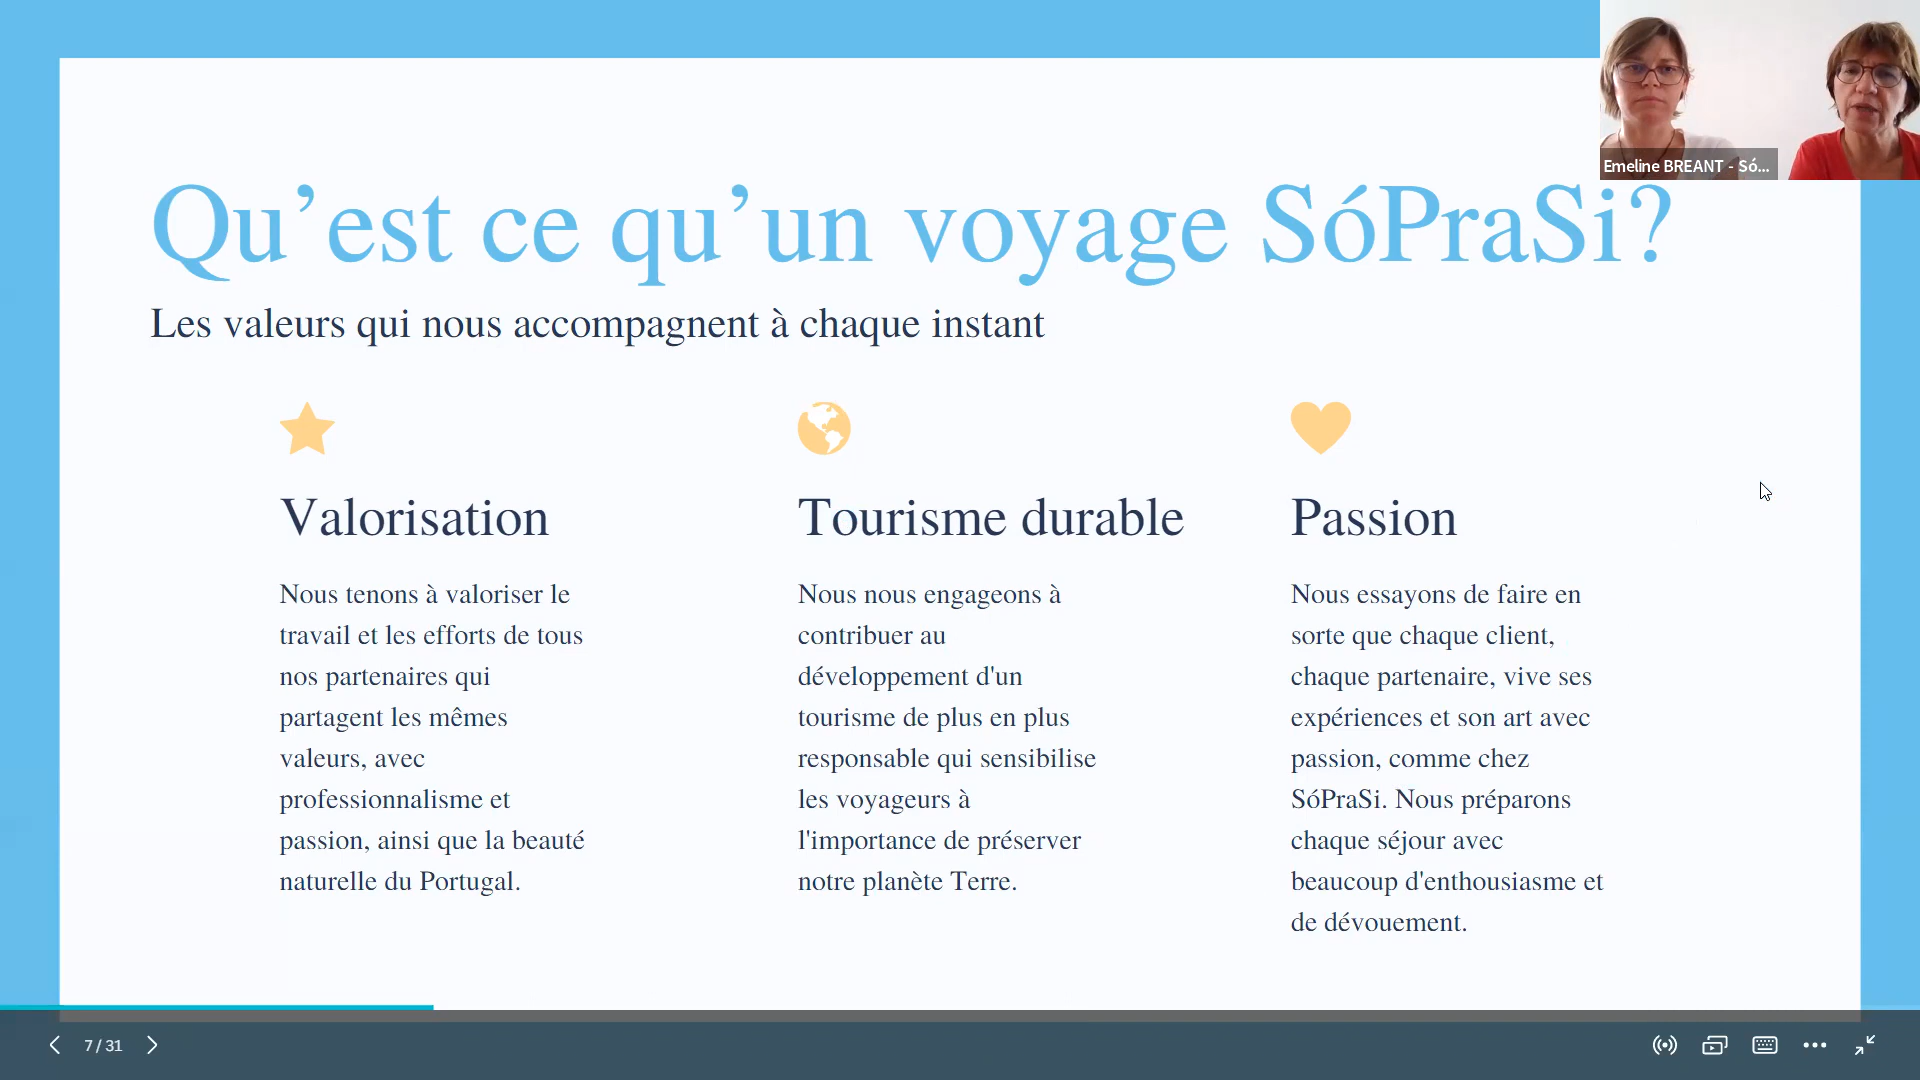 Emeline BREANT - Só...
Qu’est ce qu’un voyage SóPraSi?
Les valeurs qui nous accompagnent à chaque instant
Valorisation
Nous tenons à valoriser le
travail et les efforts de tous
nos partenaires qui
partagent les mêmes
valeurs, avec
professionnalisme et
passion, ainsi que la beauté
naturelle du Portugal.
Tourisme durable
Nous nous engageons à
contribuer au
développement d'un
tourisme de plus en plus
responsable qui sensibilise
les voyageurs à
l'importance de préserver
notre planète Terre.
Passion
Nous essayons de faire en
sorte que chaque client,
chaque partenaire, vive ses
expériences et son art avec
passion, comme chez
SóPraSi. Nous préparons
chaque séjour avec
beaucoup d'enthousiasme et
de dévouement.
7 / 31